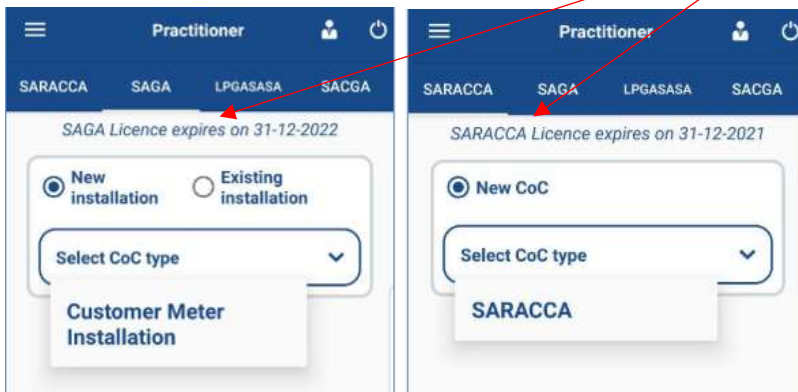 Practitioner
SARACCA SAGA LPGASASA SACGA
SAGA Licence expires on 31-12-2022
New installation
Existing installation
Select CoC type
Customer Meter
Installation
Practitioner
SARACCA SAGA LPGASASA SACGA
SARACCA Licence expires on 31-12-2021
New CoC
Select CoC type
SARACCA